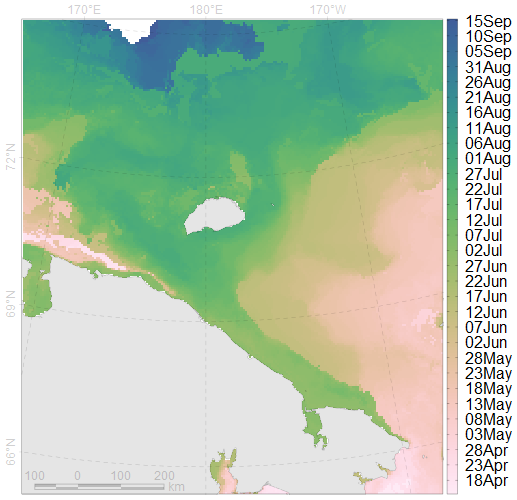 170°E 180°E 170°W
15Sep
10Sep
05Sep
31Aug
26Aug
21Aug
16Aug
11Aug
06Aug
01Aug
27Jul
22Jul
17Jul
12Jul
07Jul
02Jul
27Jun
22Jun
17Jun
12Jun
07Jun
02Jun
28May
23May
18May
13May
08May
03May
28Apr
23Apr
18Apr
72°N
69°N
66°N
100 0 100 200
km